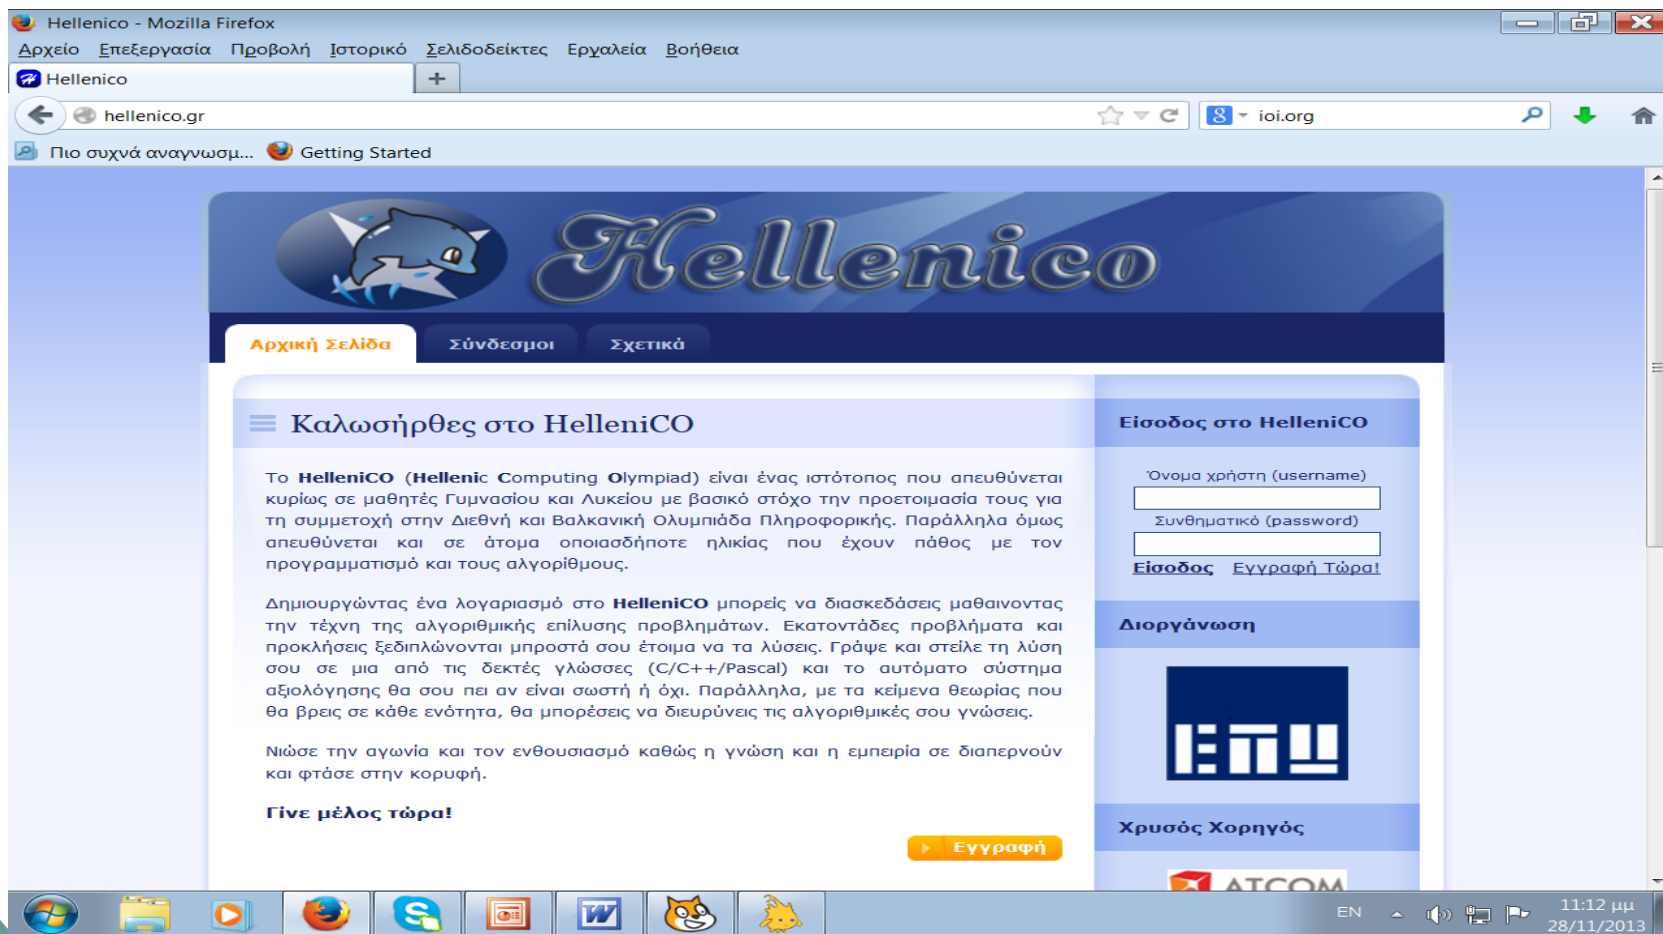 Hellenico - Mozilla Firefox
Αρχείο Επεξεργασία Προβολή Ιστορικό Σελιδοδείκτες Εργαλεία Βοήθεια
Hellenico
hellenico.gr
ioi.org
Πιο συχνά αναγνωσμ... Getting Started
Hellenico
Αρχική Σελίδα Σύνδεσμοι Σχετικά
Καλωσήρθες στο HelleniCO
Το HelleniCO (Hellenic Computing Olympiad) είναι ένας ιστότοπος που απευθύνεται
κυρίως σε μαθητές Γυμνασίου και Λυκείου με βασικό στόχο την προετοιμασία τους για
τη συμμετοχή στην Διεθνή και Βαλκανική Ολυμπιάδα Πληροφορικής. Παράλληλα όμως
απευθύνεται και σε άτομα οποιασδήποτε ηλικίας που έχουν πάθος με τον
προγραμματισμό και τους αλγορίθμους.
Δημιουργώντας ένα λογαριασμό στο HelleniCO μπορείς να διασκεδάσεις μαθαινοντας
την τέχνη της αλγοριθμικής επίλυσης προβλημάτων. Εκατοντάδες προβλήματα και
προκλήσεις ξεδιπλώνονται μπροστά σου έτοιμα να τα λύσεις. Γράψε και στείλε τη λύση
σου σε μια από τις δεκτές γλώσσες (C/C++/Pascal) και το αυτόματο σύστημα
αξιολόγησης θα σου πει αν είναι σωστή ή όχι. Παράλληλα, με τα κείμενα θεωρίας που
θα βρεις σε κάθε ενότητα, θα μπορέσεις να διευρύνεις τις αλγοριθμικές σου γνώσεις.
Νιώσε την αγωνία και τον ενθουσιασμό καθώς η γνώση και η εμπειρία σε διαπερνούν
και φτάσε στην κορυφή.
Γίνε μέλος τώρα!
Εγγραφή
Είσοδος στο HelleniCO
Όνομα χρήστη (username)
Συνθηματικό (password)
Είσοδος Εγγραφή Τώρα!
Διοργάνωση
ΕΠΥ
Χρυσός Χορηγός
ATCOM
EN
11:12 μμ
28/11/2013